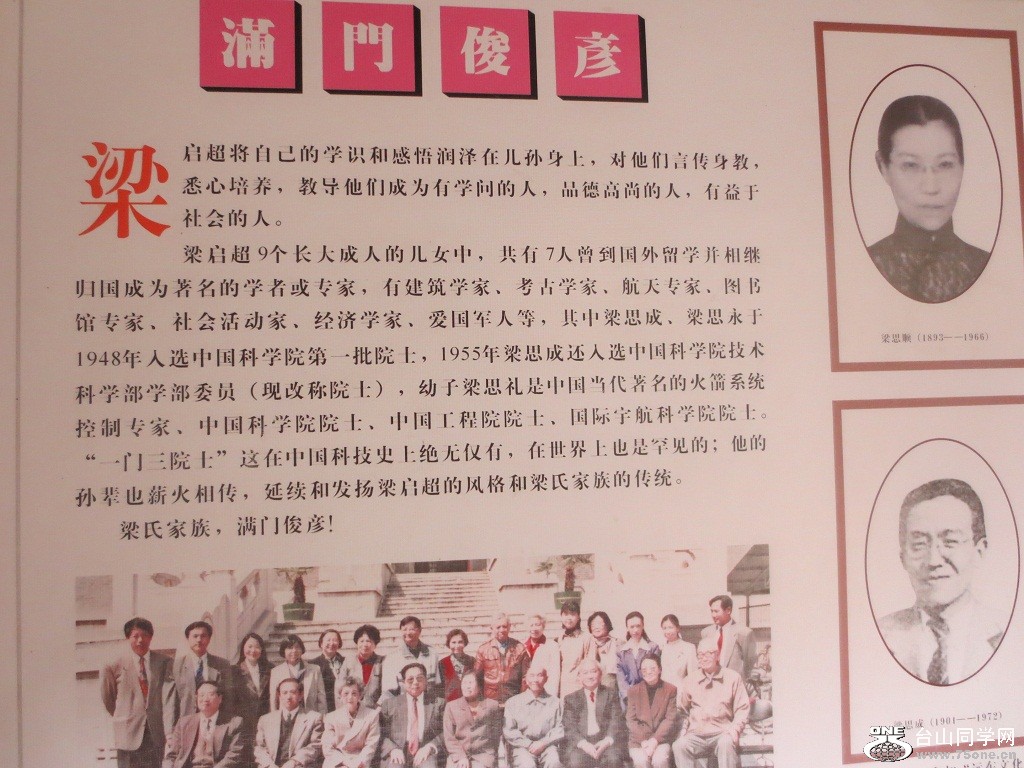 滿門俊彦
梁启超将自己的学识和感悟润泽在儿孙身上，对他们言传身教，
悉心培养，教导他们成为有学问的人，品德高尚的人，有益于
社会的人。
梁启超9个长大成人的儿女中，共有7人曾到国外留学并相继
归国成为著名的学者或专家，有建筑学家、考古学家、航天专家、图书
馆专家、社会活动家、经济学家、爱国军人等，其中梁思成、梁思永于
1948年入选中国科学院第一批院士，1955年梁思成还入选中国科学院技术
科学部学部委员（现改称院士），幼子梁思礼是中国当代著名的火箭系统
控制专家、中国科学院院士、中国工程院院士、国际宇航科学院院士。
“一门三院士”这在中国科技史上绝无仅有，在世界上也是罕见的；他的
孙辈也薪火相传，延续和发扬梁启超的风格和梁氏家族的传统。
梁氏家族，满门俊彦!
梁思顺（1893——1966）
梁思成（1901——1972）
ONE
台山同学网
www.75one.cn